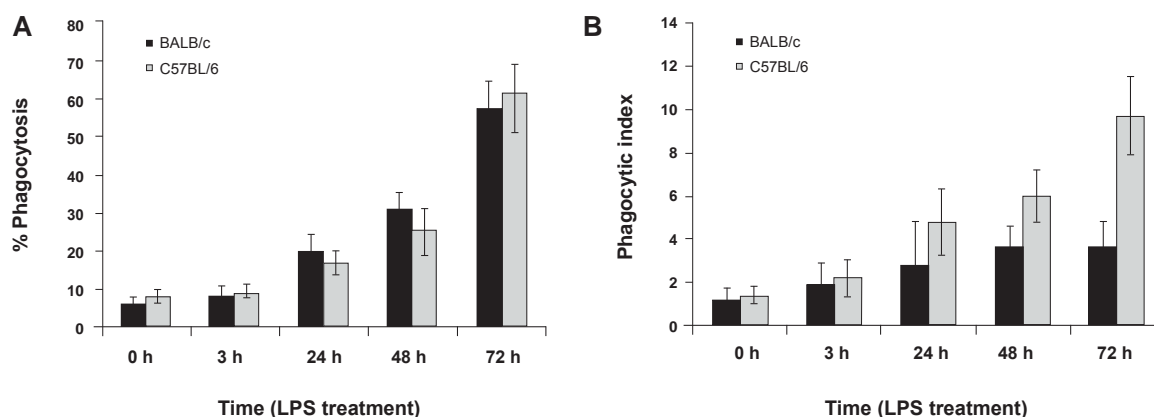 A
BALB/c
C57BL/6
% Phagocytosis
80
70
60
50
40
30
20
10
0
0 h 3 h 24 h 48 h 72 h
Time (LPS treatment)
B
BALB/c
C57BL/6
Phagocytic index
14
12
10
8
6
4
2
0
0 h 3 h 24 h 48 h 72 h
Time (LPS treatment)